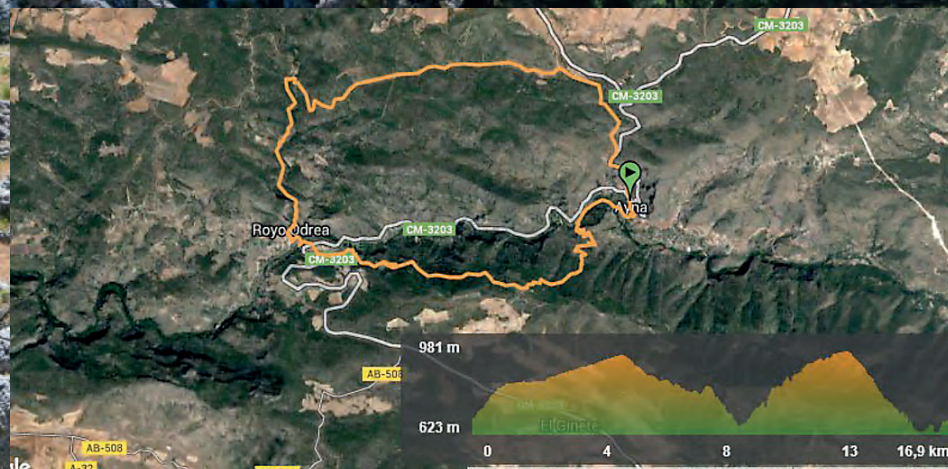 CM-3203
CM-3203
Ayna
Royo Odrea
CM-3203
CM-3203
981 m
AB-508
623 m
El Ginete
AB-508
0 4 8 13 16,9 km
A-32